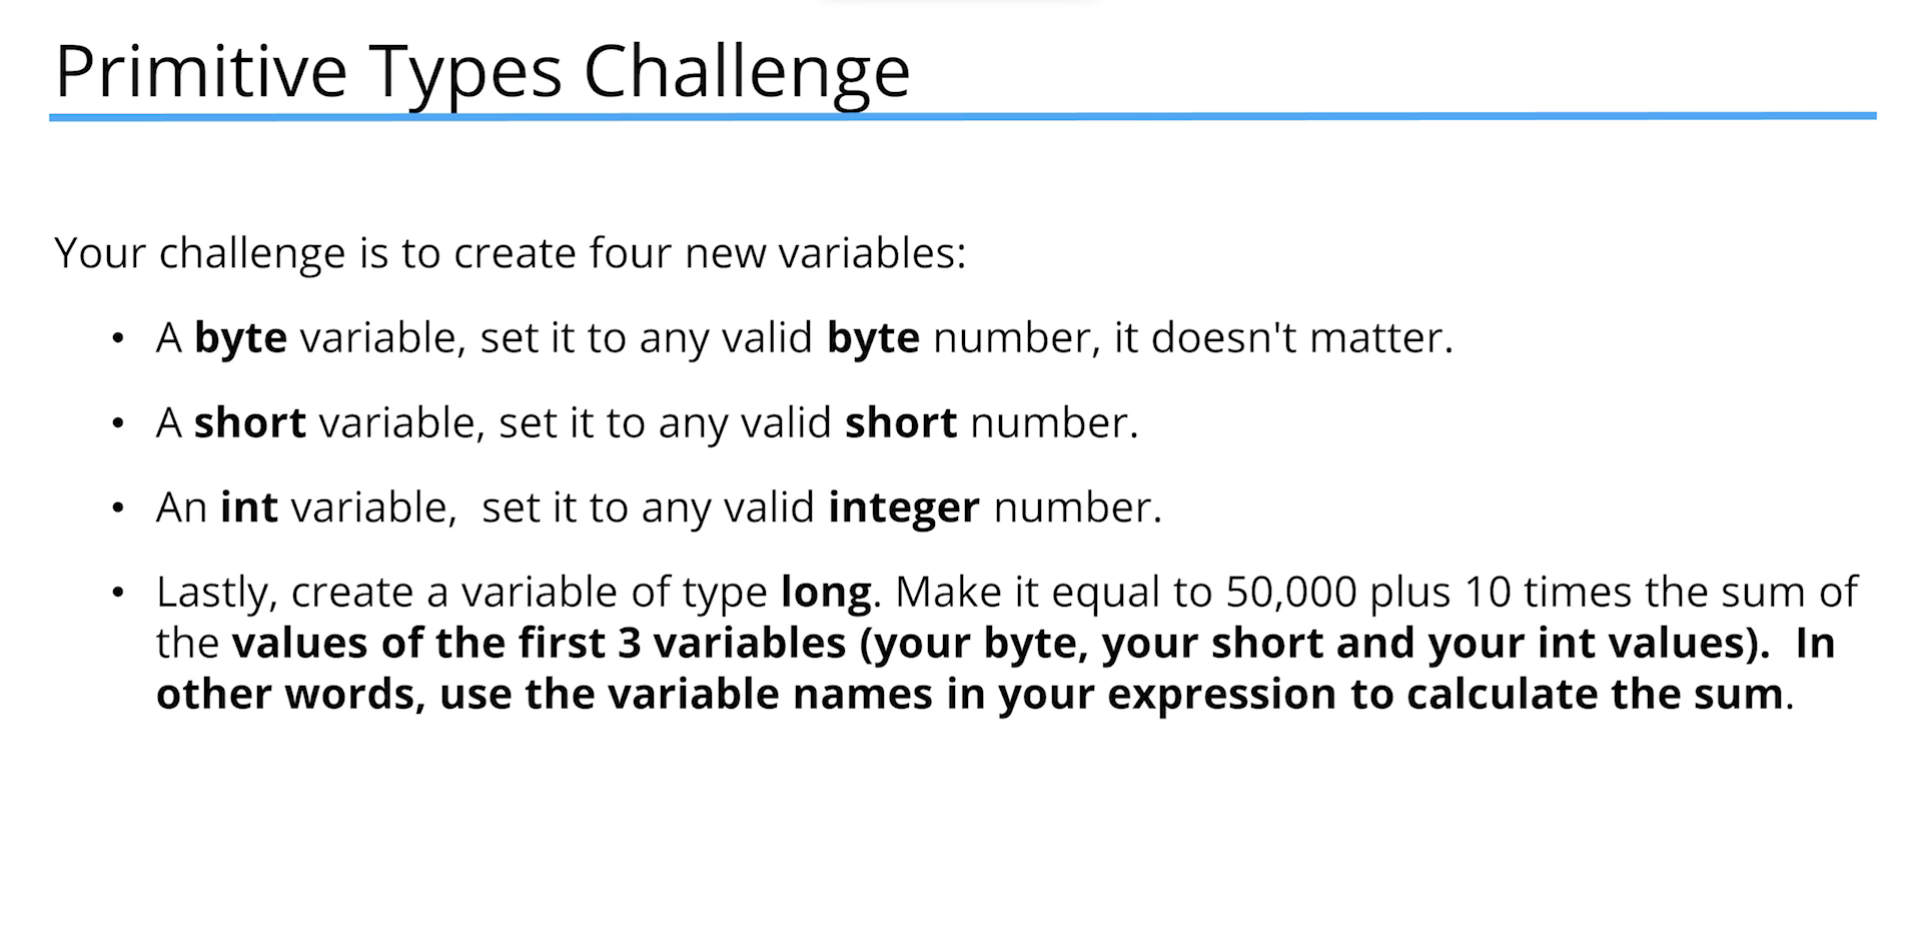 Primitive Types Challenge
Your challenge is to create four new variables:
• A byte variable, set it to any valid byte number, it doesn't matter.
• A short variable, set it to any valid short number.
• An int variable,  set it to any valid integer number.
• Lastly, create a variable of type long. Make it equal to 50,000 plus 10 times the sum of
the values of the first 3 variables (your byte, your short and your int values).  In
other words, use the variable names in your expression to calculate the sum.